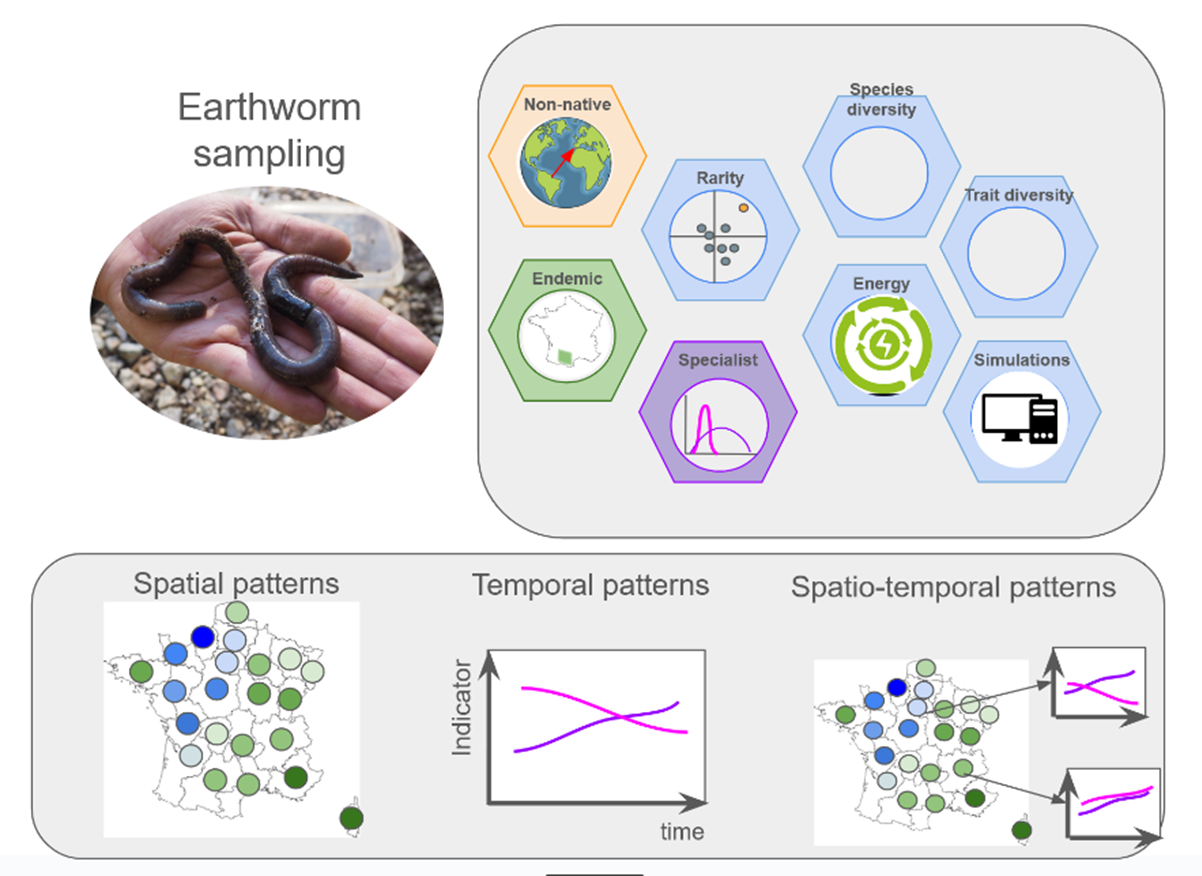 Earthworm
sampling
Non-native
Rarity
Species
diversity
Trait diversity
Endemic
Specialist
Energy
Simulations
Spatial patterns
Temporal patterns
Spatio-temporal patterns
Indicator
time